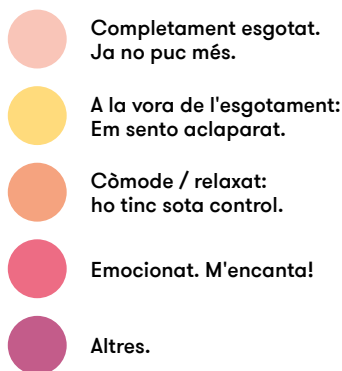 Completament esgotat.
Ja no puc més.
A la vora de l'esgotament:
Em sento aclaparat.
Còmode / relaxat:
ho tinc sota control.
Emocionat. M'encanta!
Altres.